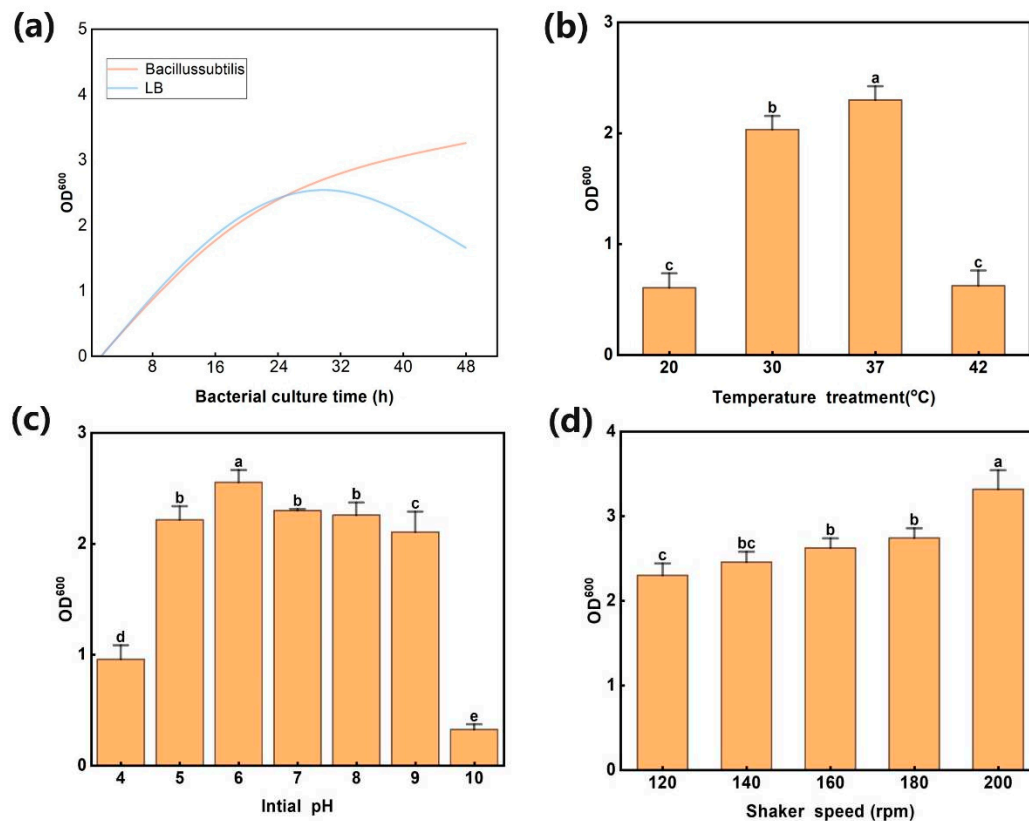 (a)
5
4
3
2
1
0
OD600
Bacillussubtilis
LB
8 16 24 32 40 48
Bacterial culture time (h)
(b)
3
2
1
0
OD600
c
b
a
c
20 30 37 42
Temperature treatment(°C)
(c)
3
2
1
0
OD600
d
b
a
b
b
c
e
4 5 6 7 8 9 10
Intial pH
(d)
4
3
2
1
0
OD600
c
bc
b
b
a
120 140 160 180 200
Shaker speed (rpm)